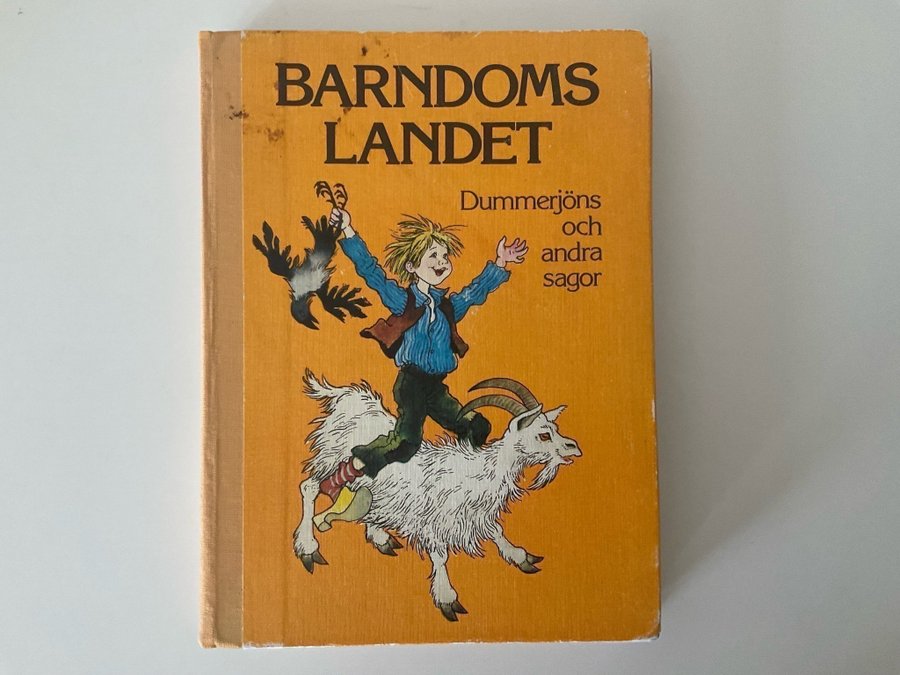 BARNDOMS
LANDET
Dummerjöns
och
andra
sagor